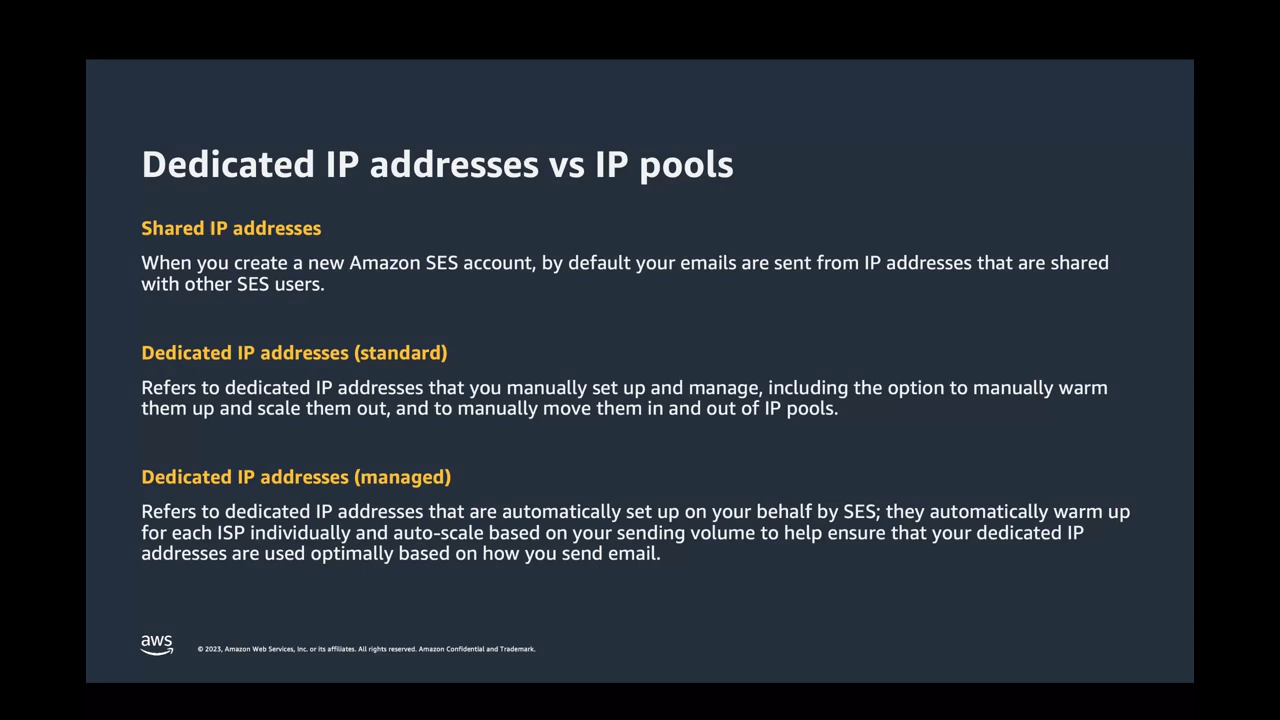 Dedicated IP addresses vs IP pools
Shared IP addresses
When you create a new Amazon SES account, by default your emails are sent from IP addresses that are shared
with other SES users.
Dedicated IP addresses (standard)
Refers to dedicated IP addresses that you manually set up and manage, including the option to manually warm
them up and scale them out, and to manually move them in and out of IP pools.
Dedicated IP addresses (managed)
Refers to dedicated IP addresses that are automatically set up on your behalf by SES; they automatically warm up
for each ISP individually and auto-scale based on your sending volume to help ensure that your dedicated IP
addresses are used optimally based on how you send email.
aws
© 2023, Amazon Web Services, Inc. or its affiliates. All rights reserved. Amazon Confidential and Trademark.